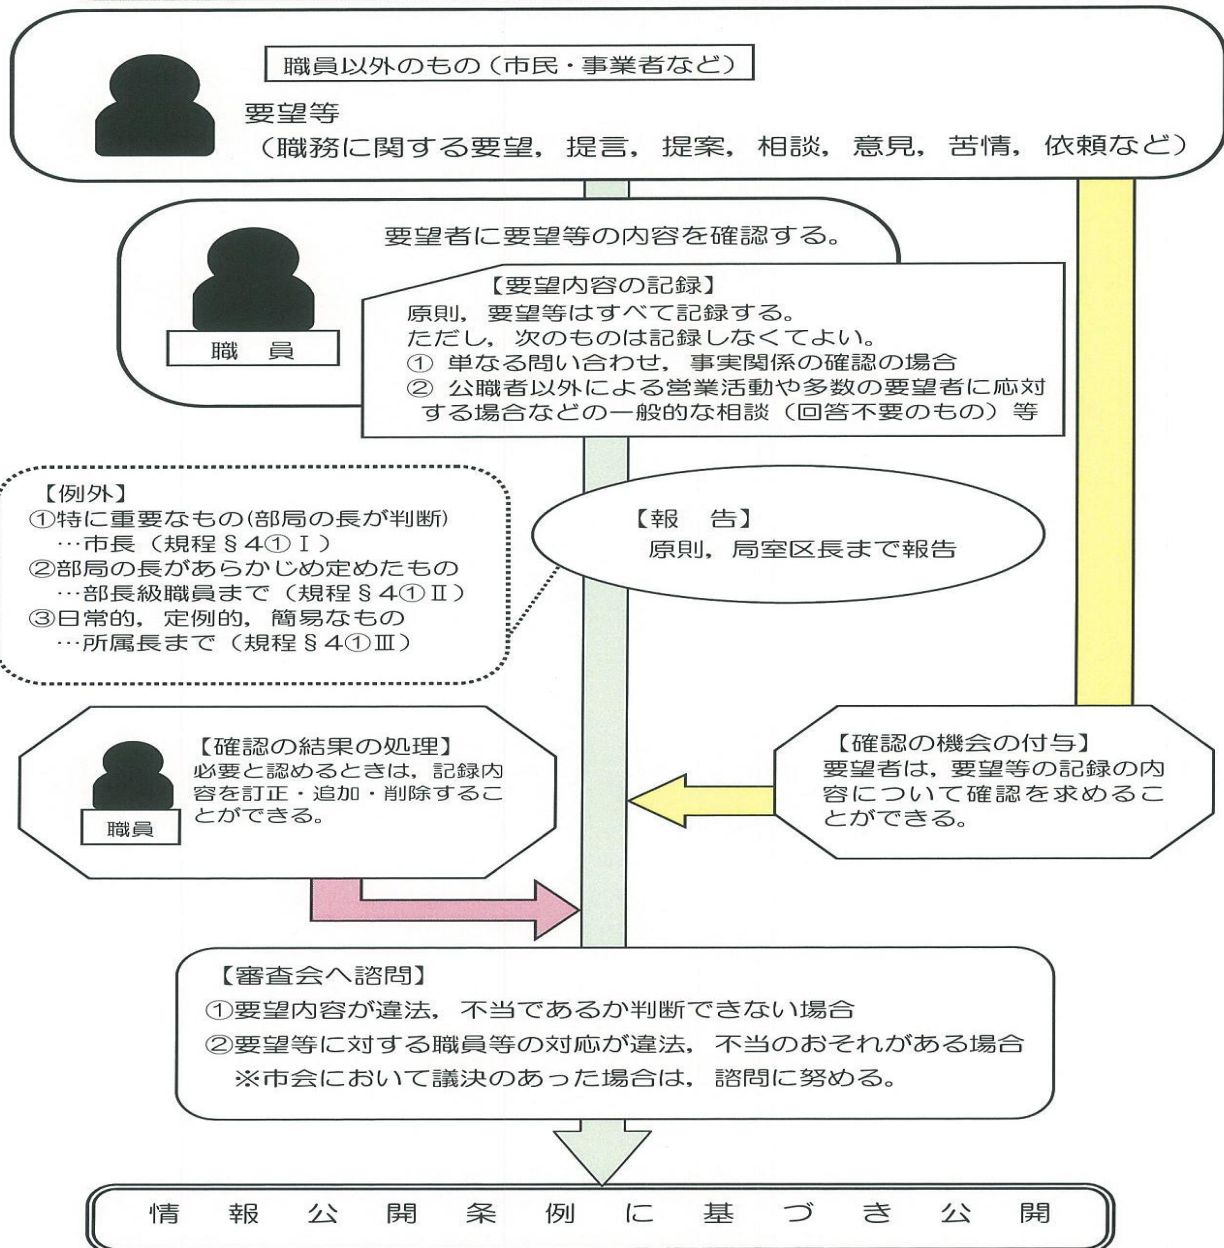 職員以外のもの(市民・事業者など)
要望等
(職務に関する要望,提言,提案,相談,意見,苦情,依頼など)
要望者に要望等の内容を確認する。
職 員
【要望内容の記録】
原則,要望等はすべて記録する。
ただし,次のものは記録しなくてよい。
① 単なる問い合わせ,事実関係の確認の場合
② 公職者以外による営業活動や多数の要望者に応対
する場合などの一般的な相談(回答不要のもの)等
【例外】
①特に重要なもの(部局の長が判断)
…市長(規程§4①Ⅰ)
②部局の長があらかじめ定めたもの
…部長級職員まで(規程§4①Ⅱ)
③日常的,定例的,簡易なもの
…所属長まで(規程§4①Ⅲ)
【報 告】
原則,局室区長まで報告
【確認の結果の処理】
必要と認めるときは,記録内
容を訂正・追加・削除するこ
とができる。
職員
【確認の機会の付与】
要望者は,要望等の記録の内
容について確認を求めるこ
とができる。
【審査会へ諮問】
①要望内容が違法,不当であるか判断できない場合
②要望等に対する職員等の対応が違法,不当のおそれがある場合
※市会において議決のあった場合は,諮問に努める。
情報公開条例に基づき公開